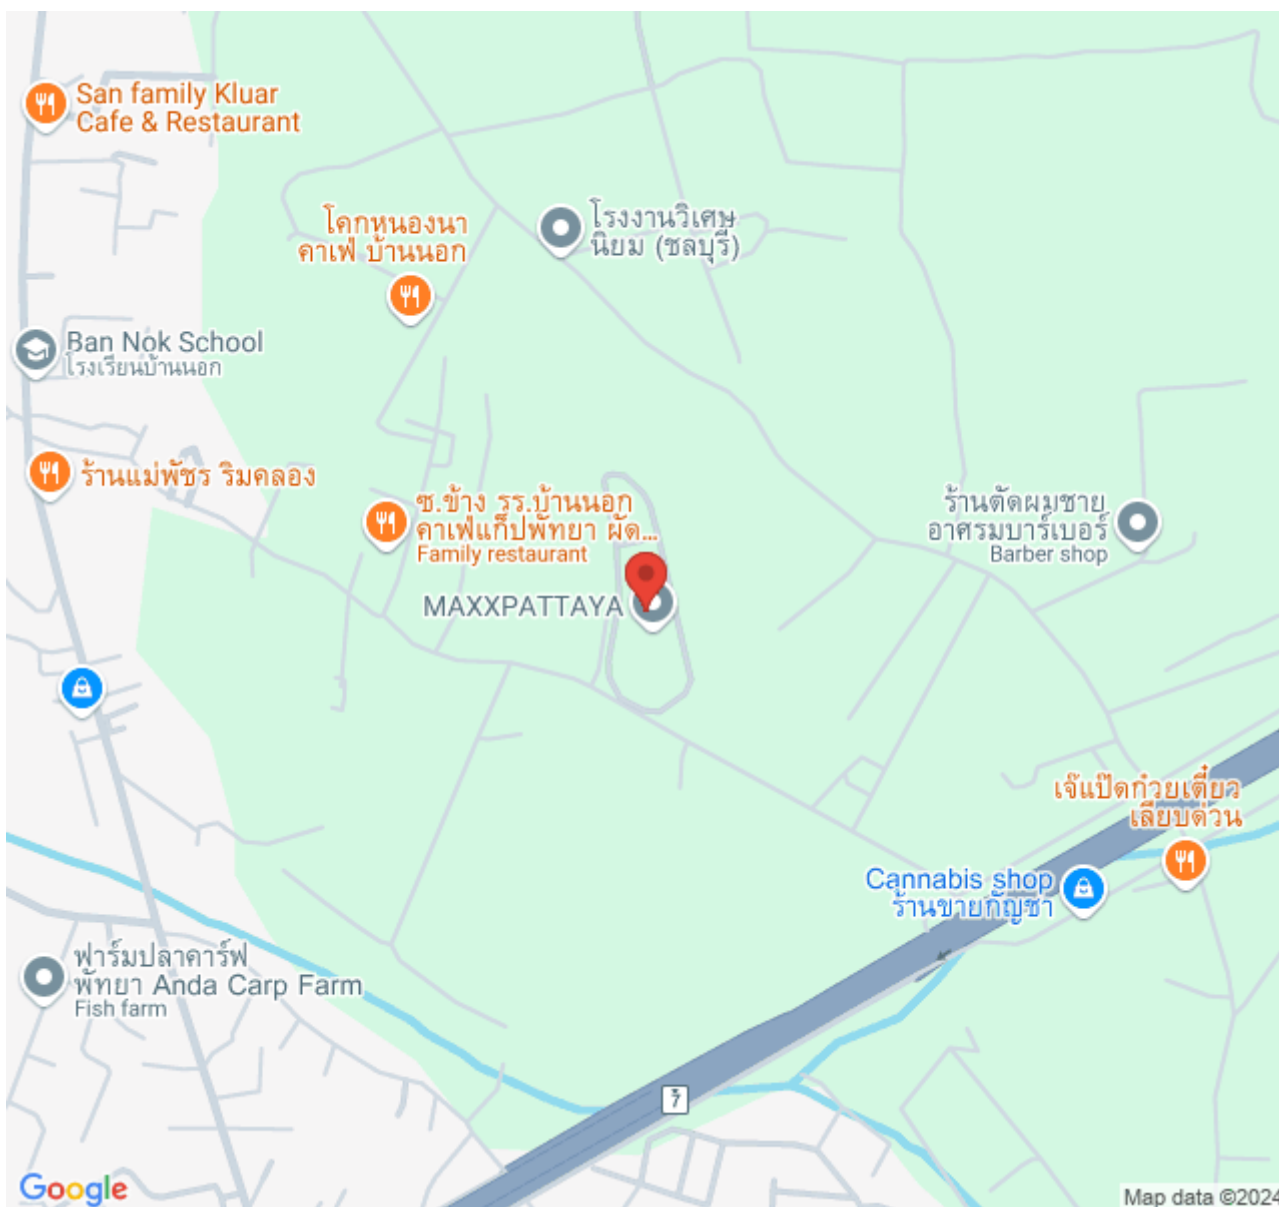 San family Kluar
Cafe & Restaurant
โคกหนองนา
คาเฟ่ บ้านนอก
โรงงานวิเศษ
นิยม (ชลบุรี)
Ban Nok School
โรงเรียนบ้านนอก
ร้านแม่พัชร ริมคลอง
ซ.ข้าง รร.บ้านนอก
คาเฟ่แก็ปพัทยา ผัด...
Family restaurant
ร้านตัดผมชาย
อาศรมบาร์เบอร์
Barber shop
MAXXPATTAYA
เจ๊แป๊ดก๋วยเตี๋ยว
เลียบด่วน
Cannabis shop
ร้านขายกัญชา
ฟาร์มปลาคาร์ฟ
พัทยา Anda Carp Farm
Fish farm
7
Google
Map data ©2024